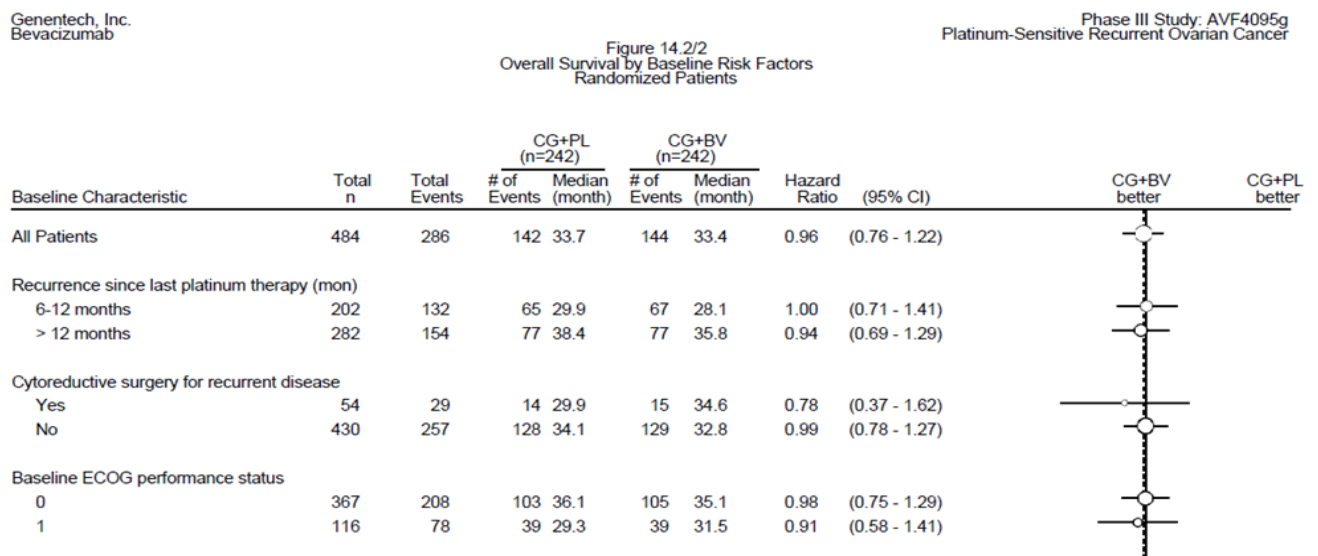 Genentech, Inc.
Bevacizumab
Phase III Study: AVF4095g
Platinum-Sensitive Recurrent Ovarian Cancer
Figure 14.2/2
Overall Survival by Baseline Risk Factors
Randomized Patients
CG+PL CG+BV
(n=242) (n=242)
Total Total # of Median # of Median Hazard CG+BV CG+PL
Baseline Characteristic n Events Events (month) Events (month) Ratio (95% CI) better better
All Patients 484 286 142 33.7 144 33.4 0.96 (0.76 - 1.22)
Recurrence since last platinum therapy (mon)
6-12 months 202 132 65 29.9 67 28.1 1.00 (0.71 - 1.41)
> 12 months 282 154 77 38.4 77 35.8 0.94 (0.69 - 1.29)
Cytoreductive surgery for recurrent disease
Yes 54 29 14 29.9 15 34.6 0.78 (0.37 - 1.62)
No 430 257 128 34.1 129 32.8 0.99 (0.78 - 1.27)
Baseline ECOG performance status
0 367 208 103 36.1 105 35.1 0.98 (0.75 - 1.29)
1 116 78 39 29.3 39 31.5 0.91 (0.58 - 1.41)